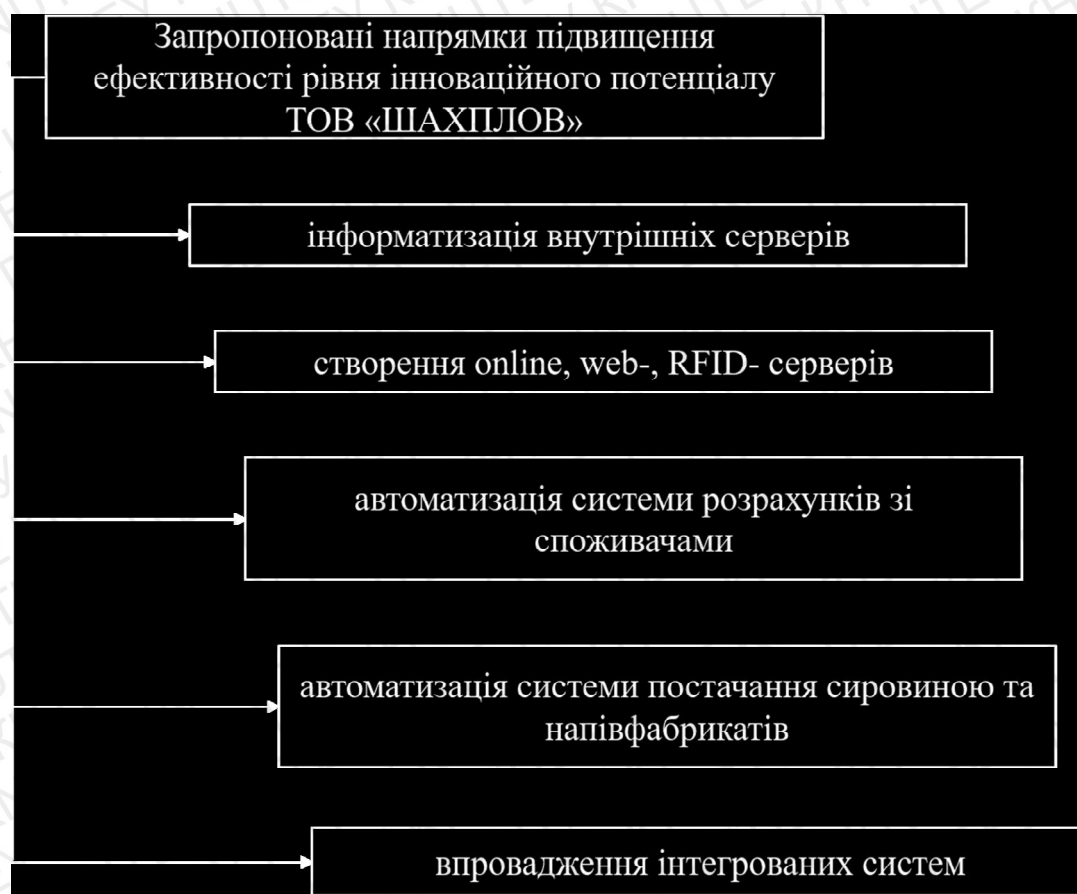 Запропоновані напрямки підвищення
ефективності рівня інноваційного потенціалу
ТОВ «ШАХПЛОВ»
інформатизація внутрішніх серверів
створення online, web-, RFID- серверів
автоматизація системи розрахунків зі
споживачами
автоматизація системи постачання сировиною та
напівфабрикатів
впровадження інтегрованих систем